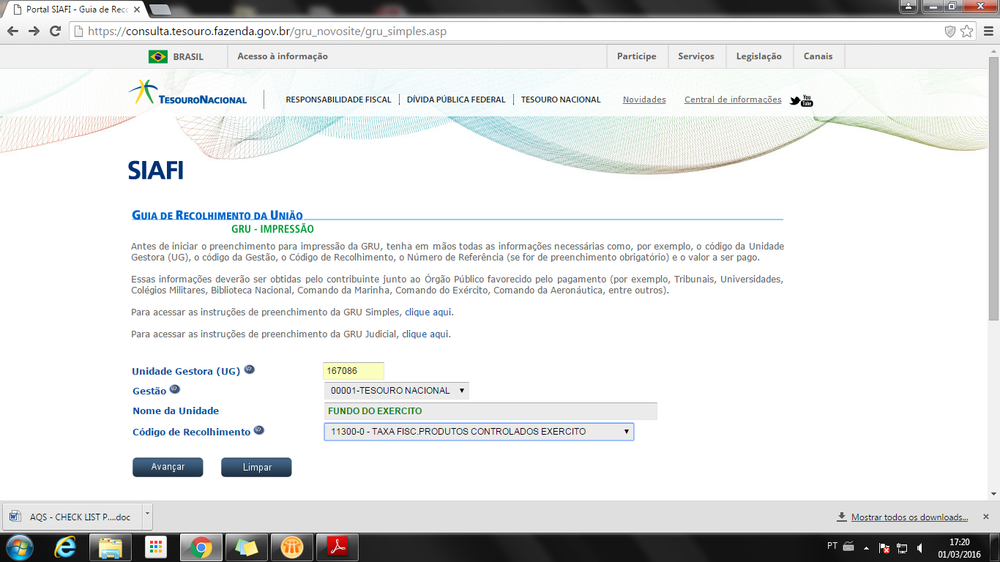 Portal SIAFI - Guia de Reco
https://consulta.tesouro.fazenda.gov.br/gru_novosite/gru_simples.asp
BRASIL Acesso à informação Participe Serviços Legislação Canais
TESOURONACIONAL RESPONSABILIDADE FISCAL DÍVIDA PÚBLICA FEDERAL TESOURO NACIONAL Novidades Central de informações You Tube
SIAFI
GUIA DE RECOLHIMENTO DA UNIÃO
GRU - IMPRESSÃO
Antes de iniciar o preenchimento para impressão da GRU, tenha em mãos todas as informações necessárias como, por exemplo, o código da Unidade
Gestora (UG), o código da Gestão, o Código de Recolhimento, o Número de Referência (se for de preenchimento obrigatório) e o valor a ser pago.
Essas informações deverão ser obtidas pelo contribuinte junto ao Órgão Público favorecido pelo pagamento (por exemplo, Tribunais, Universidades,
Colégios Militares, Biblioteca Nacional, Comando da Marinha, Comando do Exército, Comando da Aeronáutica, entre outros).
Para acessar as instruções de preenchimento da GRU Simples, clique aqui.
Para acessar as instruções de preenchimento da GRU Judicial, clique aqui.
Unidade Gestora (UG) ? 167086
Gestão ? 00001-TESOURO NACIONAL
Nome da Unidade FUNDO DO EXERCITO
Código de Recolhimento ? 11300-0 - TAXA FISC.PRODUTOS CONTROLADOS EXERCITO
Avançar Limpar
AQS - CHECK LIST P....doc Mostrar todos os downloads...
PT 17:20
01/03/2016